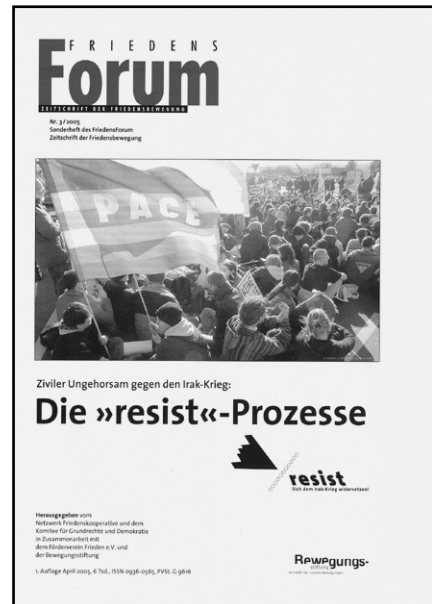 FRIEDENS
Forum
ZEITSCHRIFT DER FRIEDENSBEWEGUNG
Nr. 3/2005
Sonderheft des FriedensForum
Zeitschrift der Friedensbewegung
PACE
Ziviler Ungehorsam gegen den Irak-Krieg:
Die »resist«-Prozesse
resist
Sich dem Irak-Krieg widersetzen!
Herausgegeben vom
Netzwerk Friedenskooperative und dem
Komitee für Grundrechte und Demokratie
in Zusammenarbeit mit
dem Förderverein Frieden e.V. und
der Bewegungsstiftung
1. Auflage April 2005, 6 Tsd., ISSN 0936-0565, PVSt. G 9616
Bewegungs-
stiftung